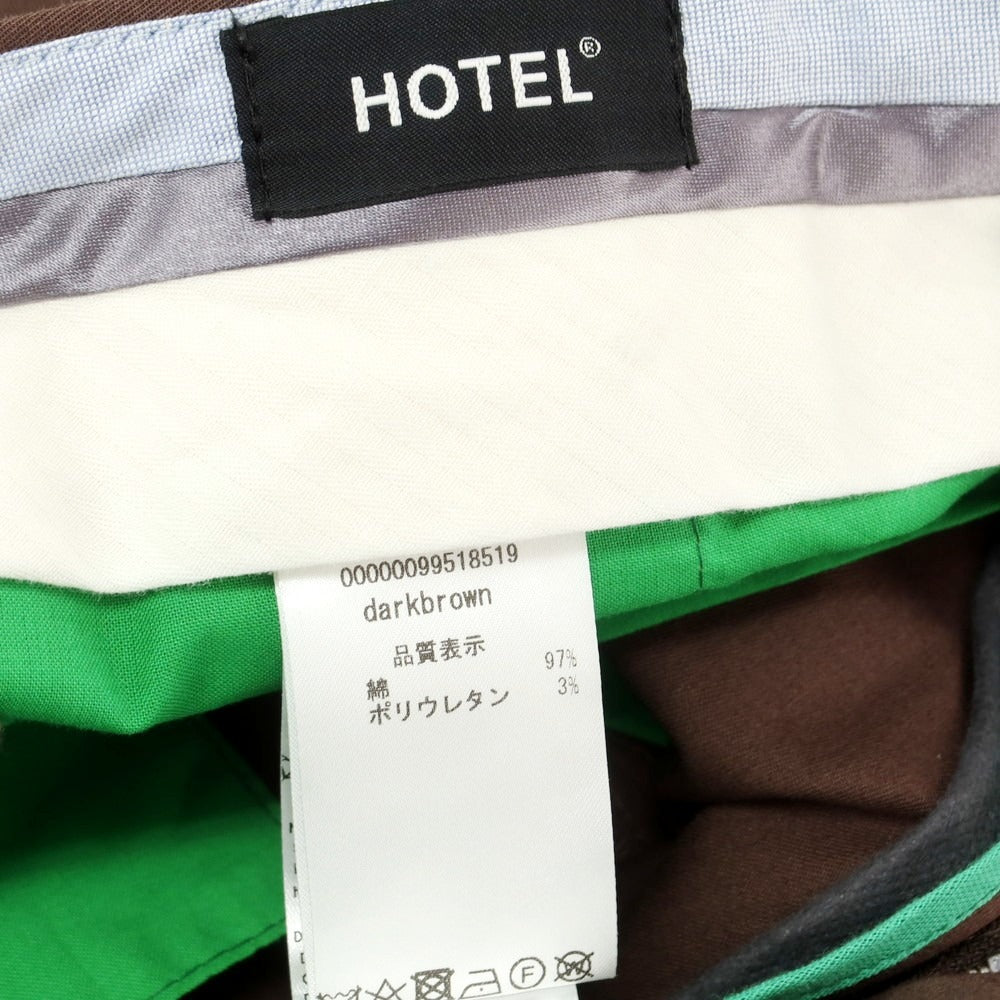 HOTEL®
00000099518519
darkbrown
品質表示
綿 97%
ポリウレタン 3%
F
W